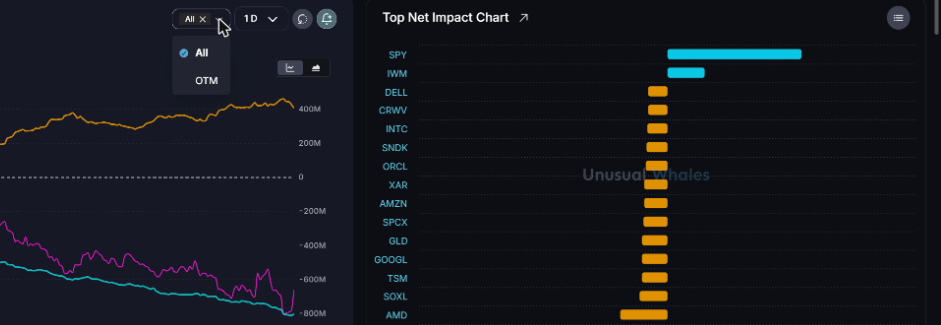 All ×
1D
All
OTM
400M
200M
0
-200M
-400M
-600M
-800M
Top Net Impact Chart
SPY
IWM
DELL
CRWV
INTC
SNDK
ORCL
XAR
AMZN
SPCX
GLD
GOOGL
TSM
SOXL
AMD
Unusual Whales